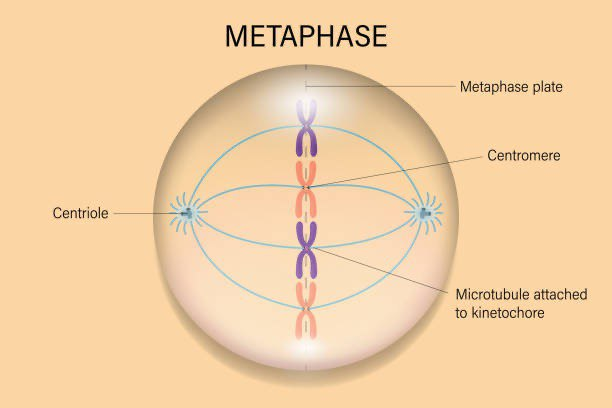 METAPHASE
Metaphase plate
Centromere
Centriole
Microtubule attached
to kinetochore